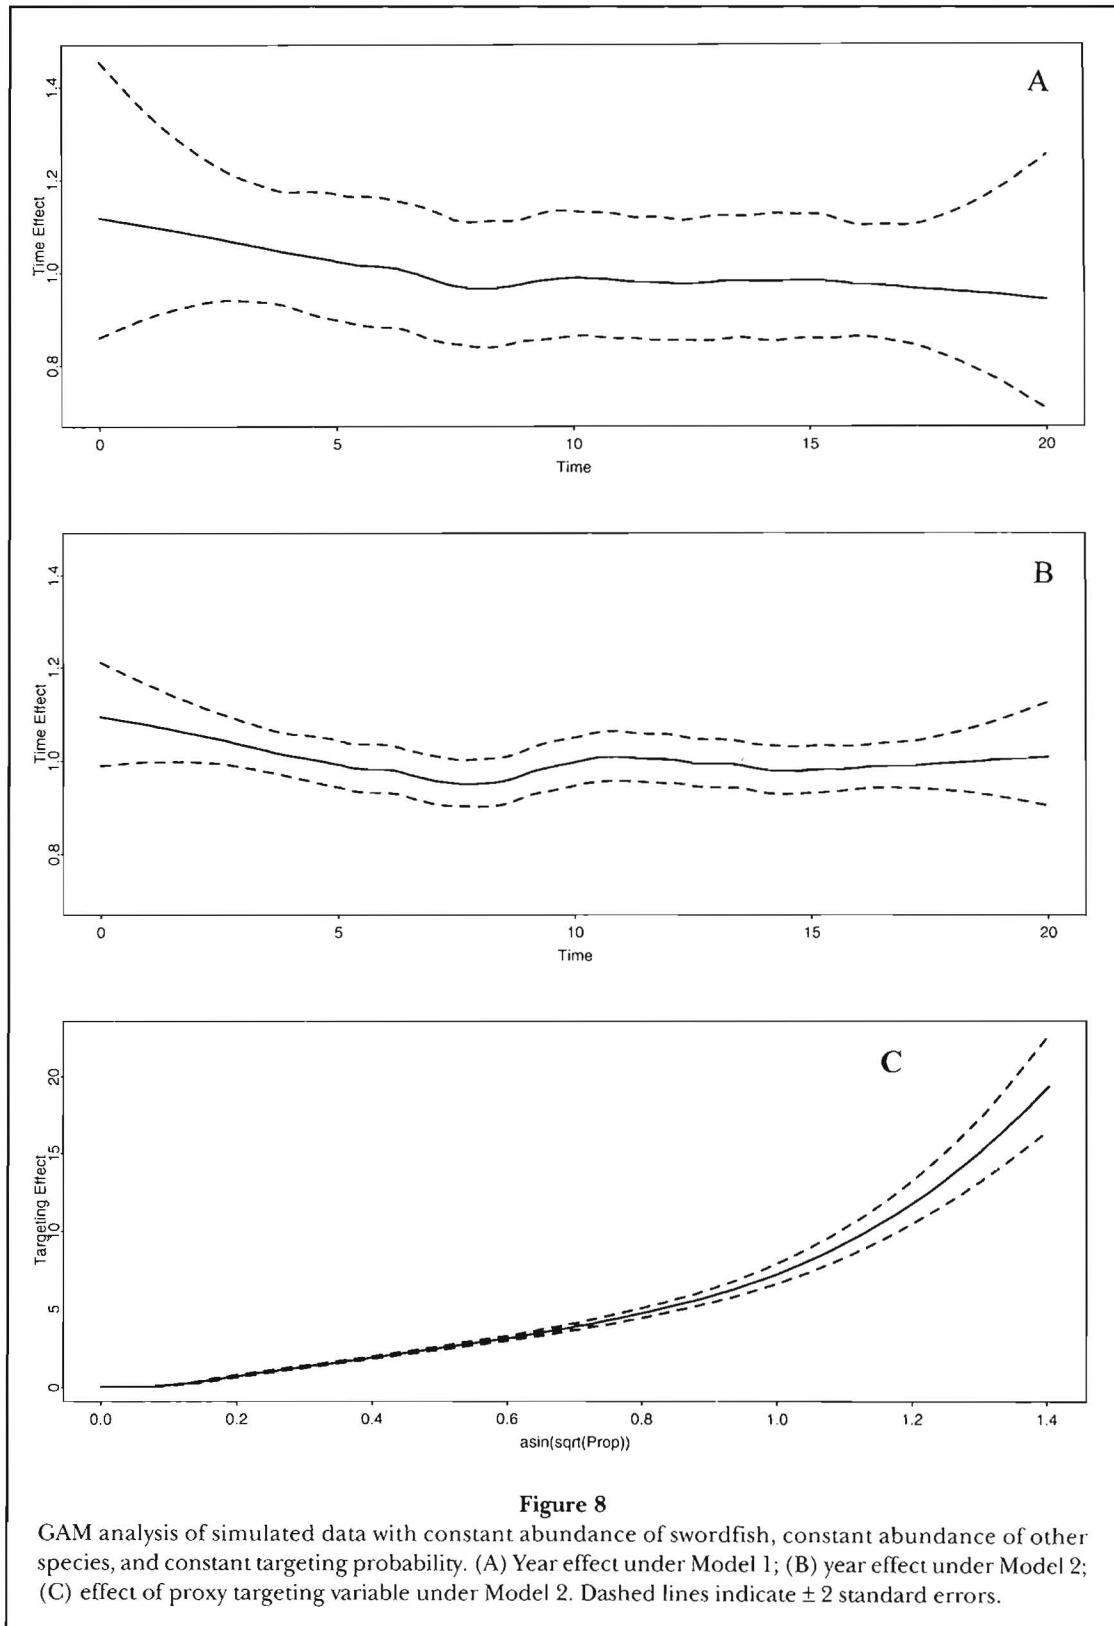 A
Time Effect
1.4
1.2
1.0
0.8
0
5
10
15
20
Time
B
Time Effect
1.4
1.2
1.0
0.8
0
5
10
15
20
Time
C
Targeting Effect
20
15
10
5
0
0.0
0.2
0.4
0.6
0.8
1.0
1.2
1.4
asin(sqrt(Prop))
Figure 8
GAM analysis of simulated data with constant abundance of swordfish, constant abundance of other
species, and constant targeting probability. (A) Year effect under Model 1; (B) year effect under Model 2;
(C) effect of proxy targeting variable under Model 2. Dashed lines indicate ± 2 standard errors.